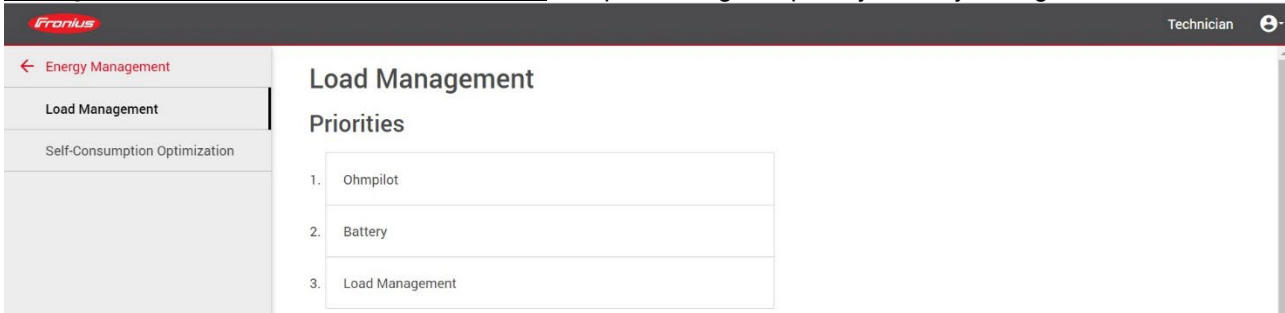 Fronius
Technician
Energy Management
Load Management
Self-Consumption Optimization
Load Management
Priorities
1. Ohmpilot
2. Battery
3. Load Management